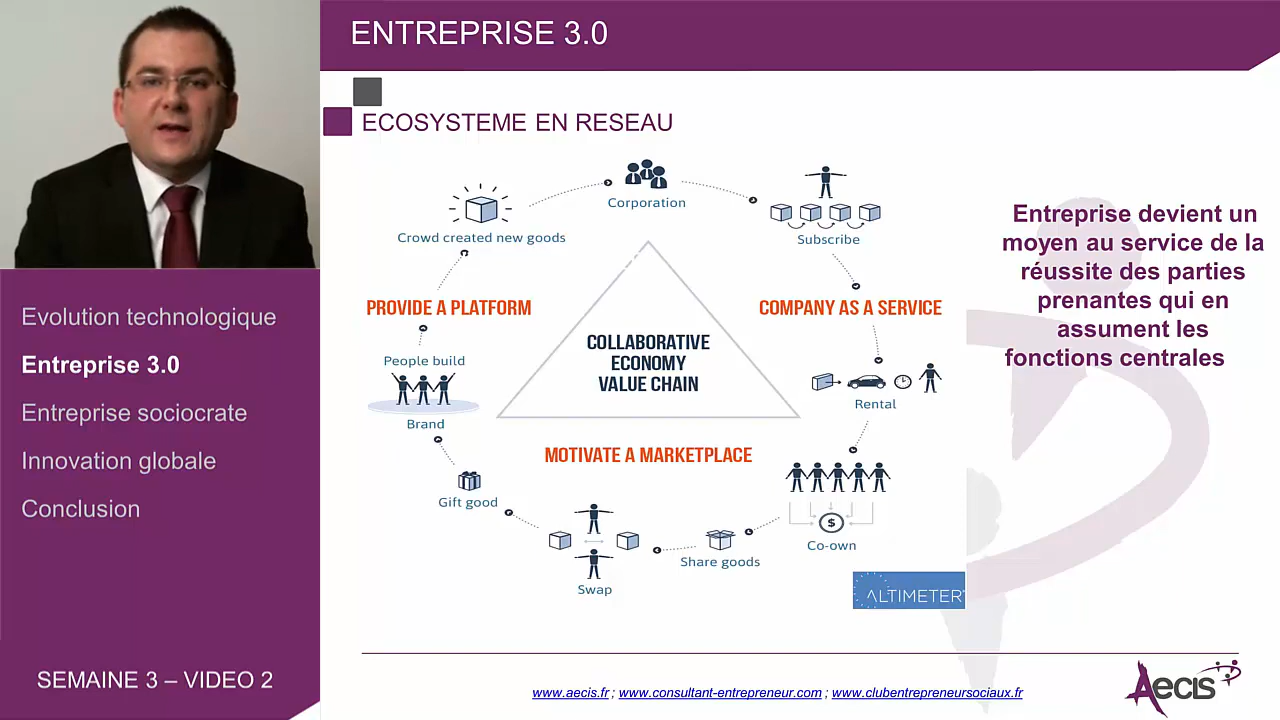 ENTREPRISE 3.0
ECOSYSTEME EN RESEAU
Evolution technologique
Entreprise 3.0
Entreprise sociocrate
Innovation globale
Conclusion
SEMAINE 3 – VIDEO 2
Corporation
Subscribe
Crowd created new goods
PROVIDE A PLATFORM
COMPANY AS A SERVICE
COLLABORATIVE
ECONOMY
VALUE CHAIN
People build
Brand
Rental
MOTIVATE A MARKETPLACE
Gift good
$
Co-own
Share goods
Swap
ALTIMETER
Entreprise devient un
moyen au service de la
réussite des parties
prenantes qui en
assument les
fonctions centrales
www.aecis.fr ; www.consultant-entrepreneur.com ; www.clubentrepreneursociaux.fr
Aecis